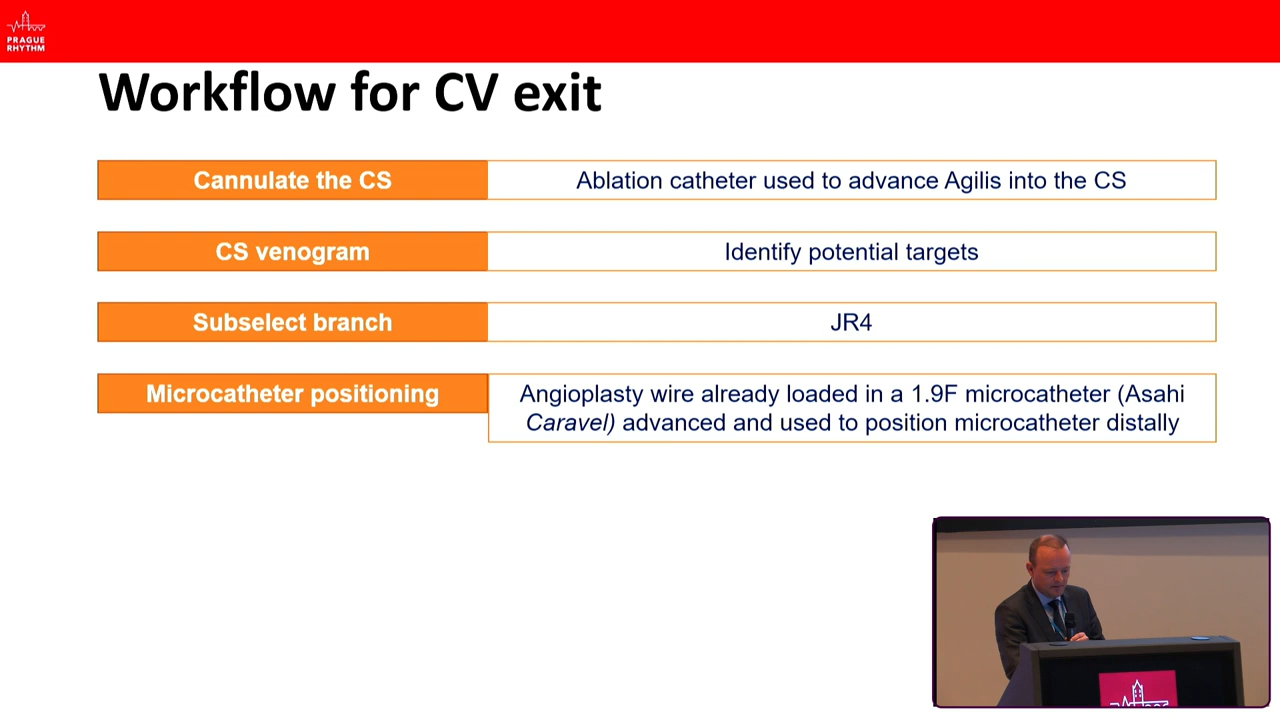 PRAGUE
RHYTHM
Workflow for CV exit
Cannulate the CS
Ablation catheter used to advance Agilis into the CS
CS venogram
Identify potential targets
Subselect branch
JR4
Microcatheter positioning
Angioplasty wire already loaded in a 1.9F microcatheter (Asahi
Caravel) advanced and used to position microcatheter distally